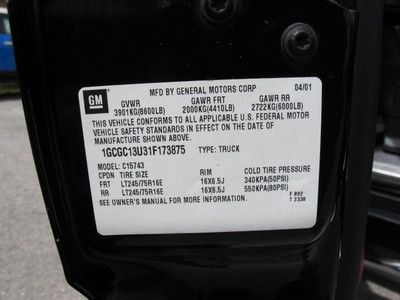 MFD BY GENERAL MOTORS CORP 04/01
GM
GVWR GAWR FRT GAWR RR
3901KG(8600LB) 2000KG(4410LB) 2722KG(6000LB)
THIS VEHICLE CONFORMS TO ALL APPLICABLE U.S. FEDERAL MOTOR
VEHICLE SAFETY STANDARDS IN EFFECT ON THE DATE OF
MANUFACTURE SHOWN ABOVE.
1GCGC13U31F173875 TYPE: TRUCK
MODEL: C15743
CPDN TIRE SIZE RIM COLD TIRE PRESSURE
FRT LT245/75R16E 16X6.5J 340KPA(50PSI)
RR LT245/75R16E 16X6.5J 550KPA(80PSI)
SEE OWNER'S MANUAL FOR MORE INFORMATION.
F 892
T 2338